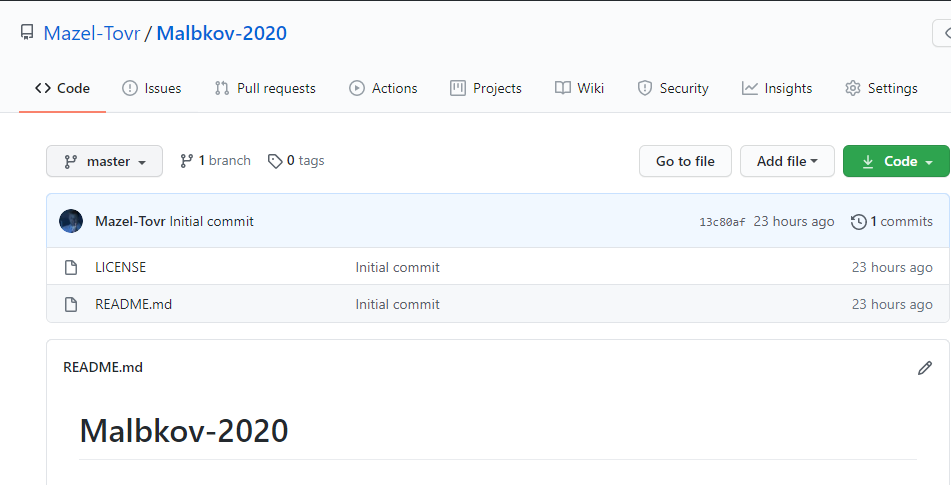 Mazel-Tovr / Malbkov-2020
Code Issues Pull requests Actions Projects Wiki Security Insights Settings
master 1 branch 0 tags Go to file Add file Code
Mazel-Tovr Initial commit 13c80af 23 hours ago 1 commits
LICENSE Initial commit 23 hours ago
README.md Initial commit 23 hours ago
README.md
Malbkov-2020